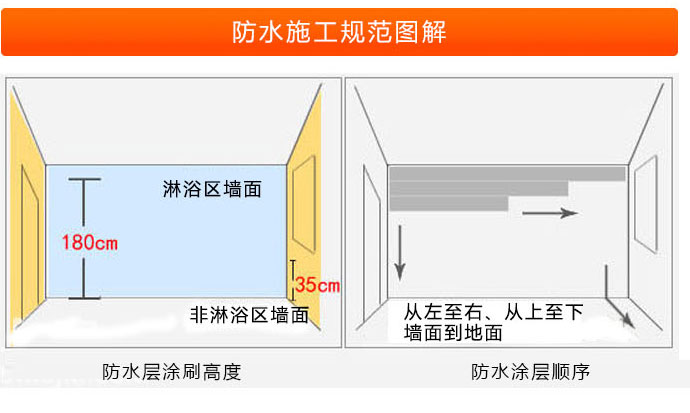 防水施工规范图解
淋浴区墙面
180cm
35cm
非淋浴区墙面
从左至右、从上至下
墙面到地面
防水层涂刷高度
防水涂层顺序